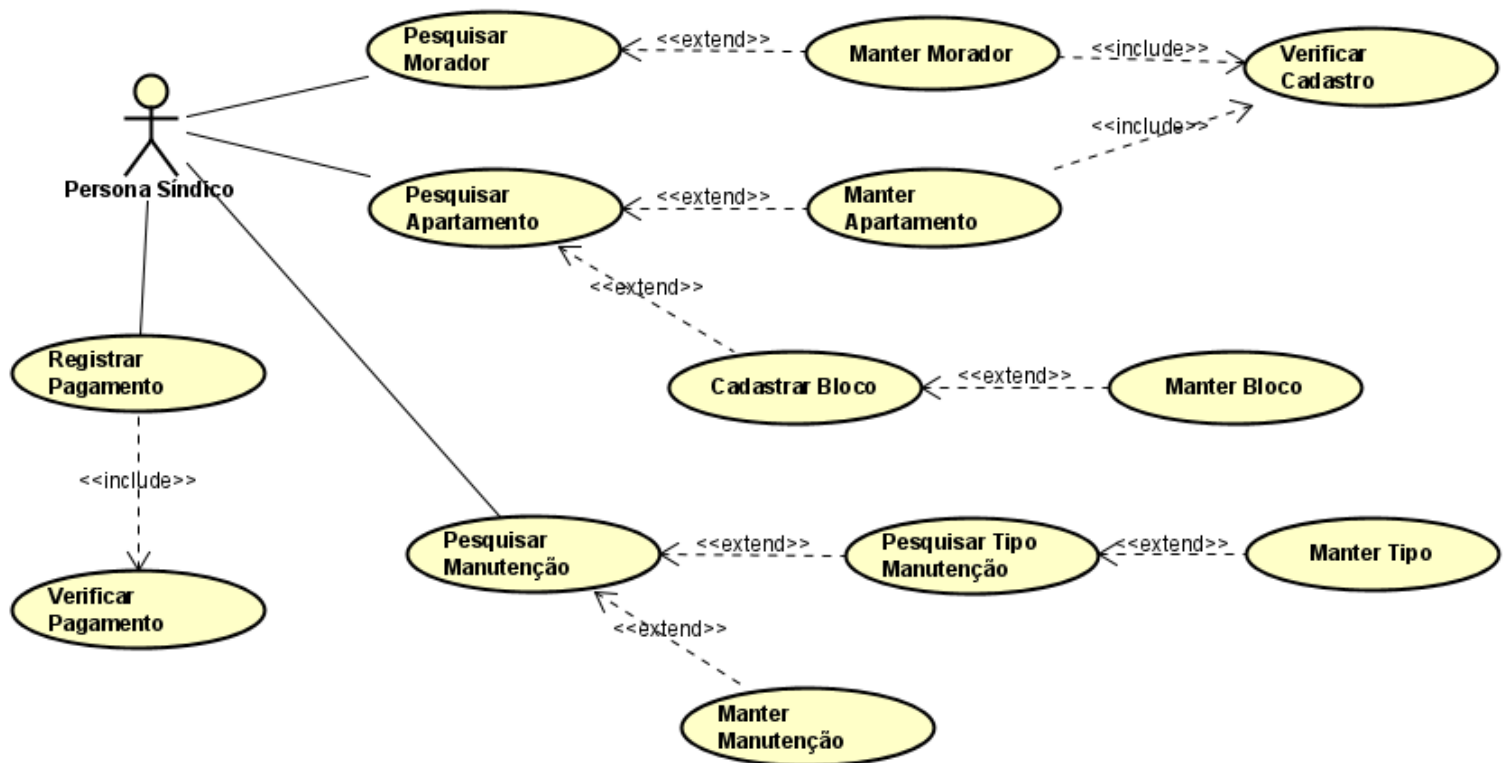 Pesquisar
Morador
<<extend>>
Manter Morador
<<include>>
Verificar
Cadastro
<<include>>
Persona Síndico
Pesquisar
Apartamento
<<extend>>
Manter
Apartamento
<<extend>>
Registrar
Pagamento
Cadastrar Bloco
<<extend>>
Manter Bloco
<<include>>
Pesquisar
Manutenção
<<extend>>
Pesquisar Tipo
Manutenção
<<extend>>
Manter Tipo
Verificar
Pagamento
<<extend>>
Manter
Manutenção